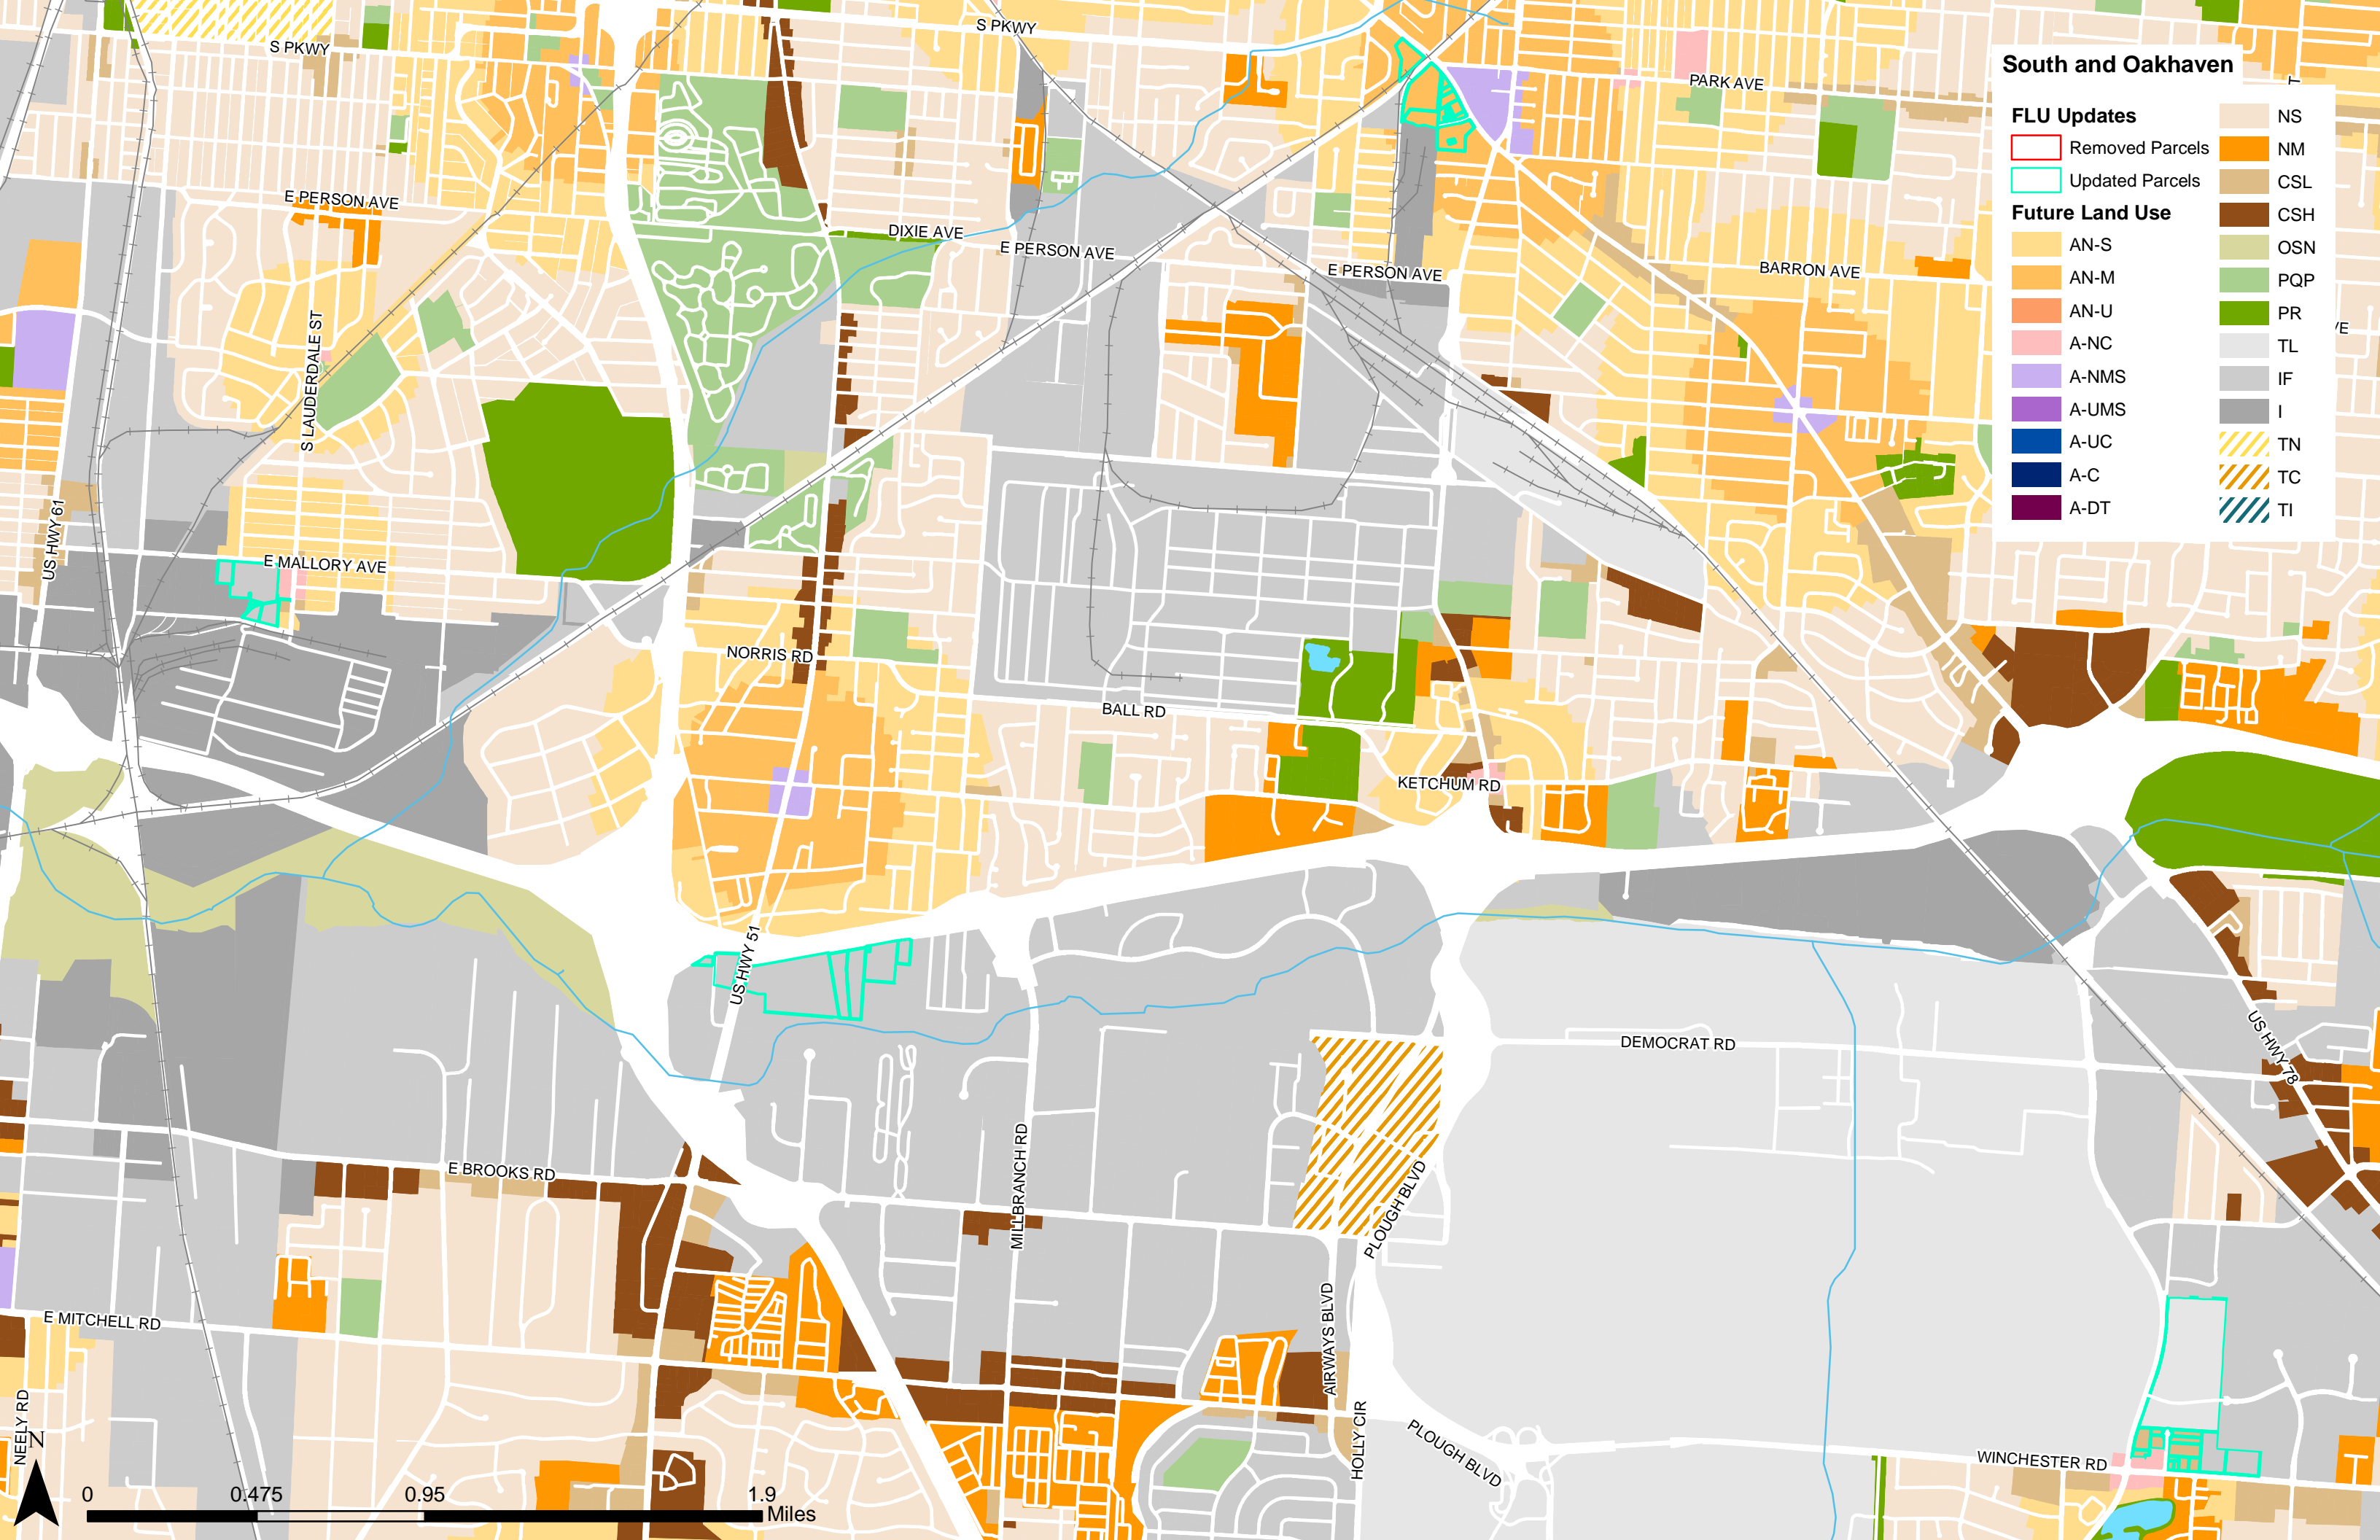 South and Oakhaven
FLU Updates
Removed Parcels
Updated Parcels
Future Land Use
AN-S
AN-M
AN-U
A-NC
A-NMS
A-UMS
A-UC
A-C
A-DT
NS
NM
CSL
CSH
OSN
PQP
PR
TL
IF
I
TN
TC
TI
S PKWY
S PKWY
PARK AVE
T
E PERSON AVE
DIXIE AVE
E PERSON AVE
E PERSON AVE
BARRON AVE
VE
S LAUDERDALE ST
US HWY 61
E MALLORY AVE
NORRIS RD
BALL RD
KETCHUM RD
US HWY 51
DEMOCRAT RD
US HWY 78
E BROOKS RD
MILLBRANCH RD
PLOUGH BLVD
E MITCHELL RD
AIRWAYS BLVD
NEELY RD
HOLLY CIR
PLOUGH BLVD
WINCHESTER RD
N
0 0.475 0.95 1.9
Miles